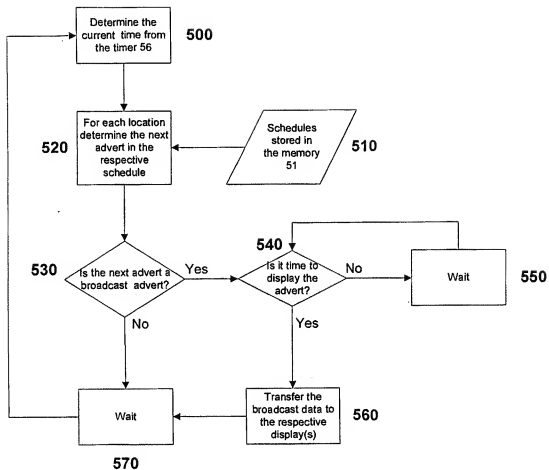 Determine the
current time from
the timer 56
500
For each location
determine the next
advert in the
respective
schedule
520
Schedules
stored in
the memory
51
510
530
Is the next advert a
broadcast advert?
Yes
No
540
Is it time to
display the
advert?
No
Yes
Wait
550
Transfer the
broadcast data to
the respective
display(s)
560
Wait
570